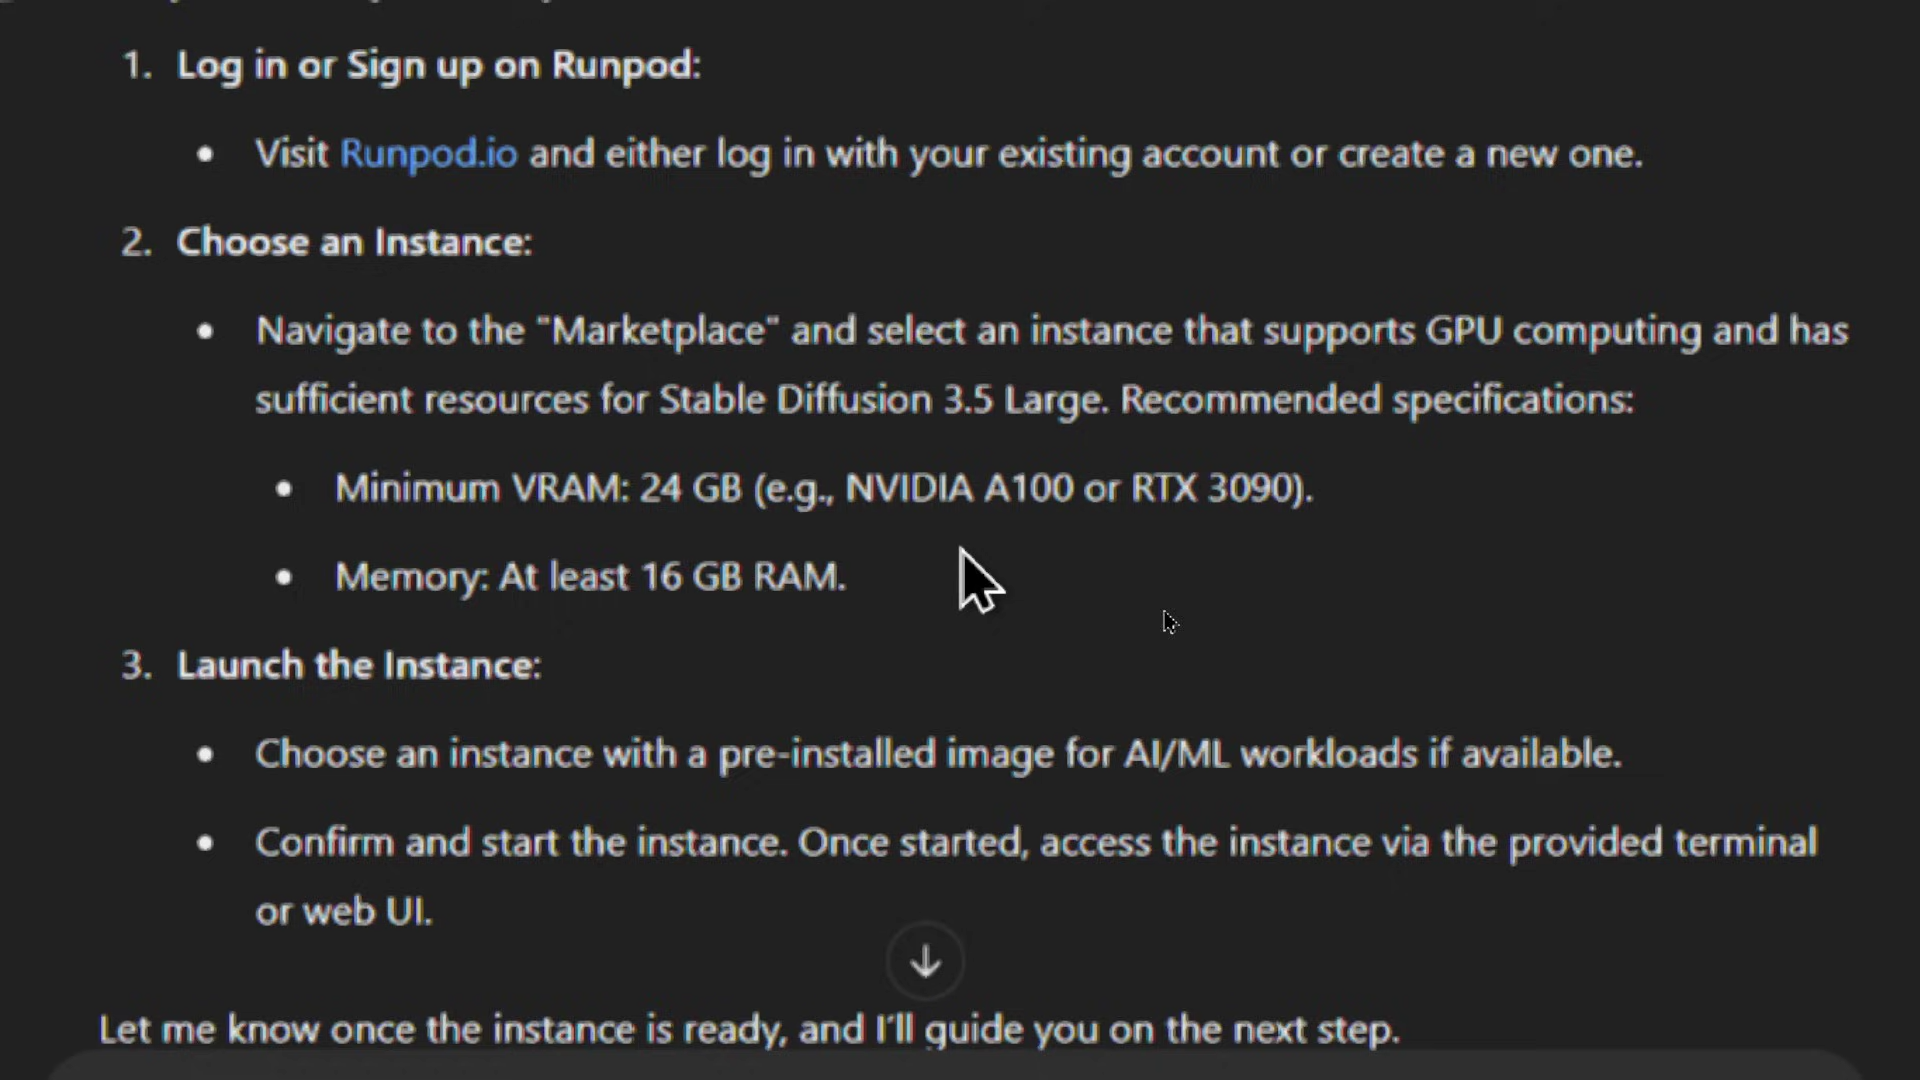 1. Log in or Sign up on Runpod:
• Visit Runpod.io and either log in with your existing account or create a new one.
2. Choose an Instance:
• Navigate to the "Marketplace" and select an instance that supports GPU computing and has
sufficient resources for Stable Diffusion 3.5 Large. Recommended specifications:
• Minimum VRAM: 24 GB (e.g., NVIDIA A100 or RTX 3090).
• Memory: At least 16 GB RAM.
3. Launch the Instance:
• Choose an instance with a pre-installed image for AI/ML workloads if available.
• Confirm and start the instance. Once started, access the instance via the provided terminal
or web UI.
Let me know once the instance is ready, and I'll guide you on the next step.